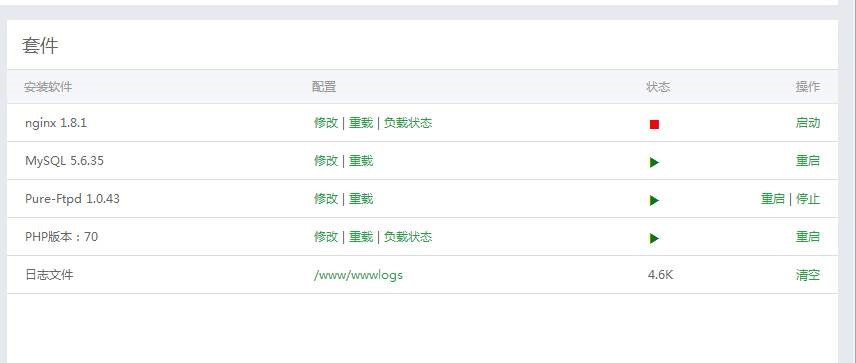 套件
安装软件 配置 状态 操作
nginx 1.8.1 修改 | 重载 | 负载状态 启动
MySQL 5.6.35 修改 | 重载 重启
Pure-Ftpd 1.0.43 修改 | 重载 重启 | 停止
PHP版本：70 修改 | 重载 | 负载状态 重启
日志文件 /www/wwwlogs 4.6K 清空